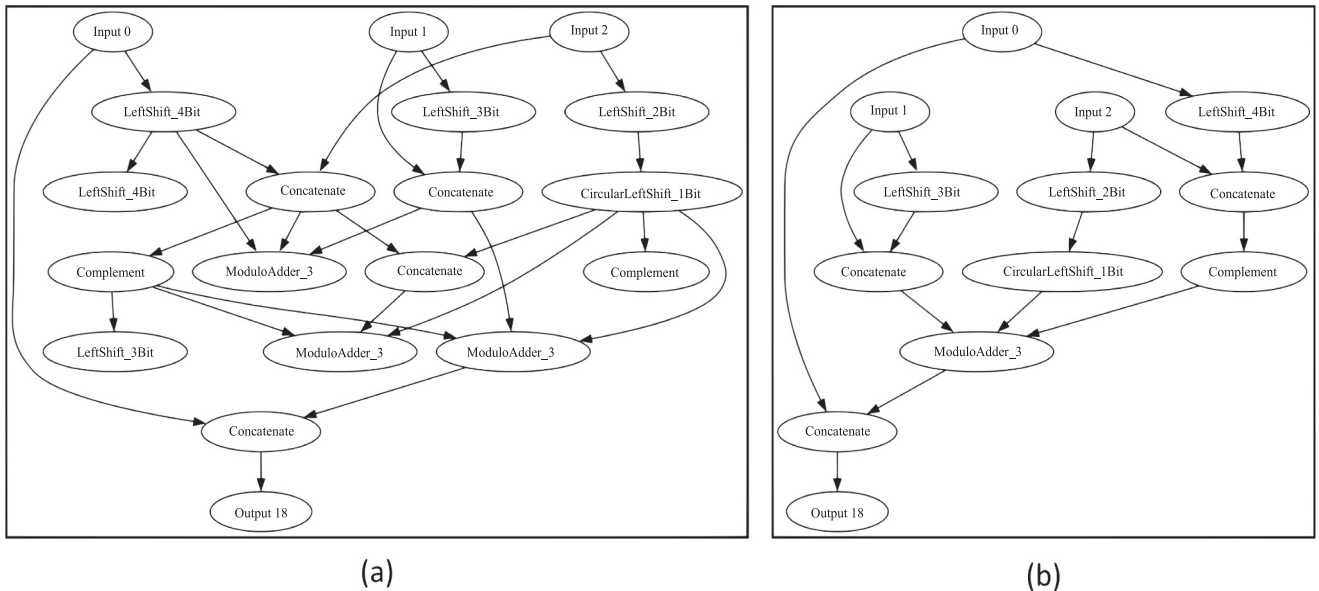 Input 0
Input 1
Input 2
LeftShift_4Bit
LeftShift_3Bit
LeftShift_2Bit
LeftShift_4Bit
Concatenate
Concatenate
CircularLeftShift_1Bit
Complement
ModuloAdder_3
Concatenate
Complement
LeftShift_3Bit
ModuloAdder_3
ModuloAdder_3
Concatenate
Output 18
(a)
Input 0
Input 1
Input 2
LeftShift_4Bit
LeftShift_3Bit
LeftShift_2Bit
Concatenate
Concatenate
CircularLeftShift_1Bit
Complement
ModuloAdder_3
Concatenate
Output 18
(b)